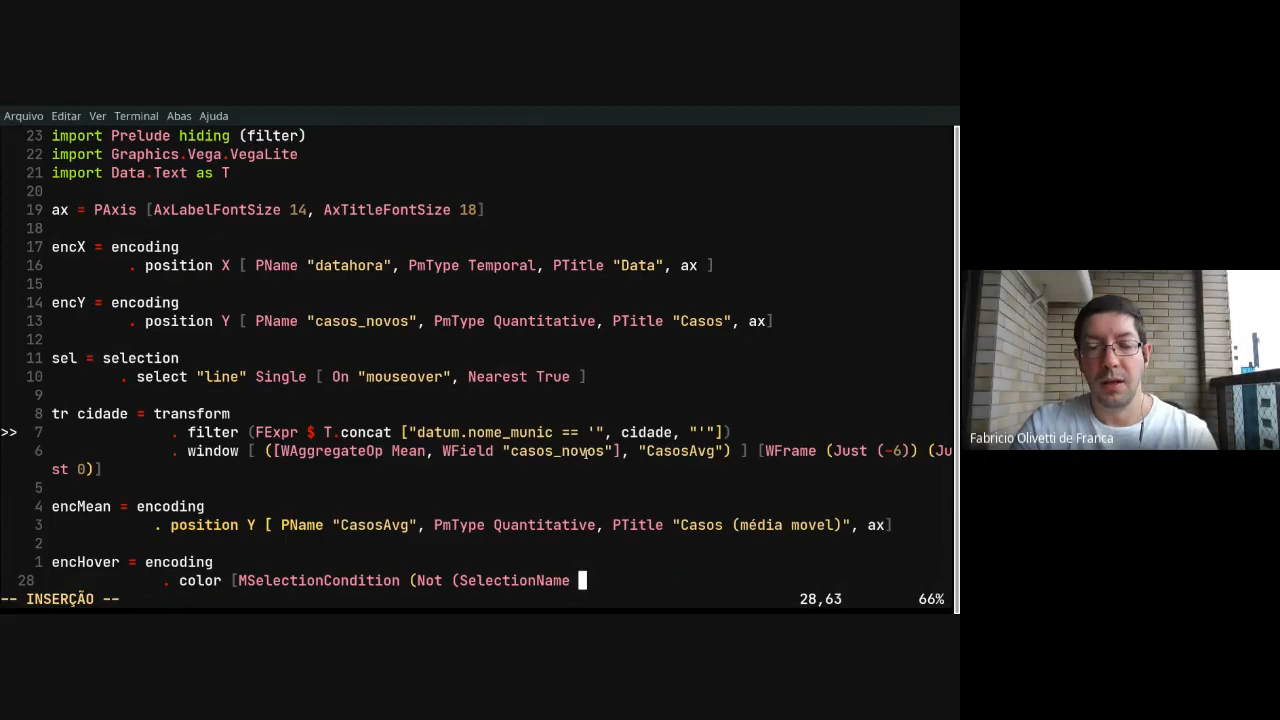 Arquivo Editar Ver Terminal Abas Ajuda
23 import Prelude hiding (filter)
22 import Graphics.Vega.VegaLite
21 import Data.Text as T
20
19 ax = PAxis [AxLabelFontSize 14, AxTitleFontSize 18]
18
17 encX = encoding
16 . position X [ PName "datahora", PmType Temporal, PTitle "Data", ax ]
15
14 encY = encoding
13 . position Y [ PName "casos_novos", PmType Quantitative, PTitle "Casos", ax]
12
11 sel = selection
10 . select "line" Single [ On "mouseover", Nearest True ]
9
8 tr cidade = transform
>> 7 . filter (FExpr $ T.concat ["datum.nome_munic == '", cidade, "'"])
6 . window [ ([WAggregateOp Mean, WField "casos_novos"], "CasosAvg") ] [WFrame (Just (-6)) (Ju
st 0)]
5
4 encMean = encoding
3 . position Y [ PName "CasosAvg", PmType Quantitative, PTitle "Casos (média movel)", ax]
2
1 encHover = encoding
28 . color [MSelectionCondition (Not (SelectionName
-- INSERÇÃO -- 28,63 66%
Fabricio Olivetti de Franca